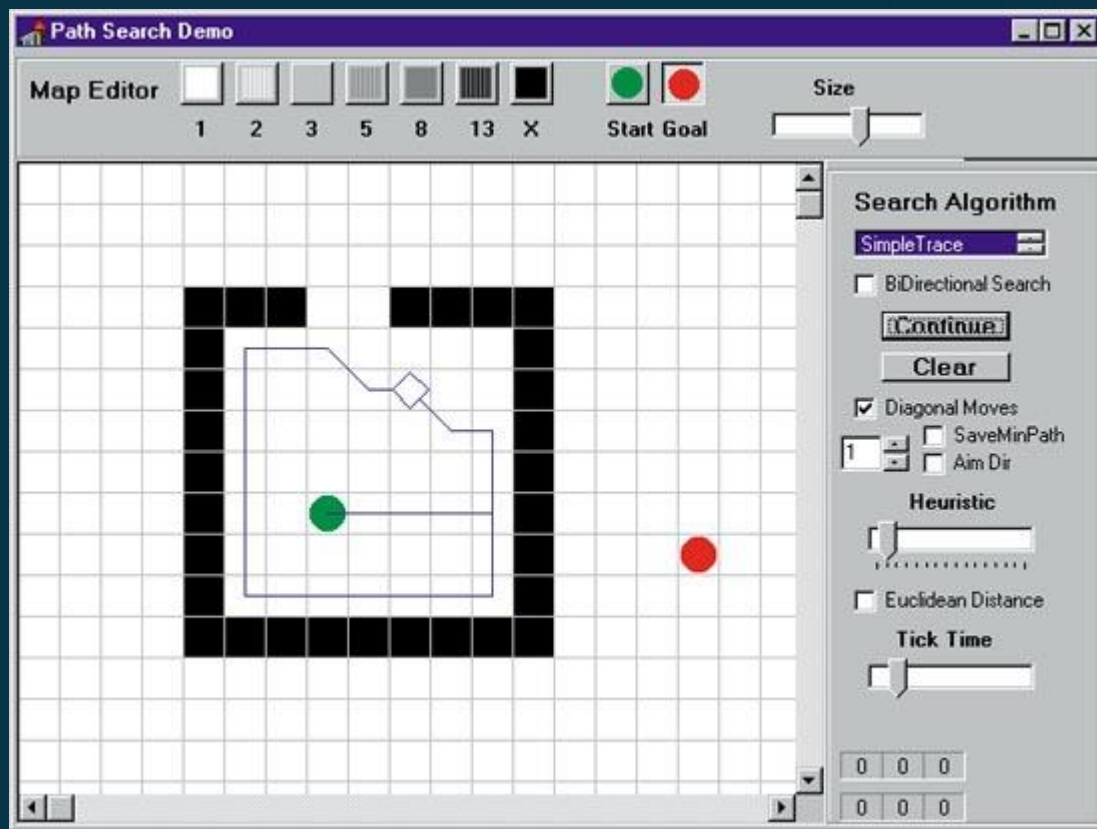 Path Search Demo
Map Editor
1 2 3 5 8 13 X
Start Goal
Size
Search Algorithm
SimpleTrace
BiDirectional Search
Continue
Clear
Diagonal Moves
1
SaveMinPath
Aim Dir
Heuristic
Euclidean Distance
Tick Time
0 0 0
0 0 0